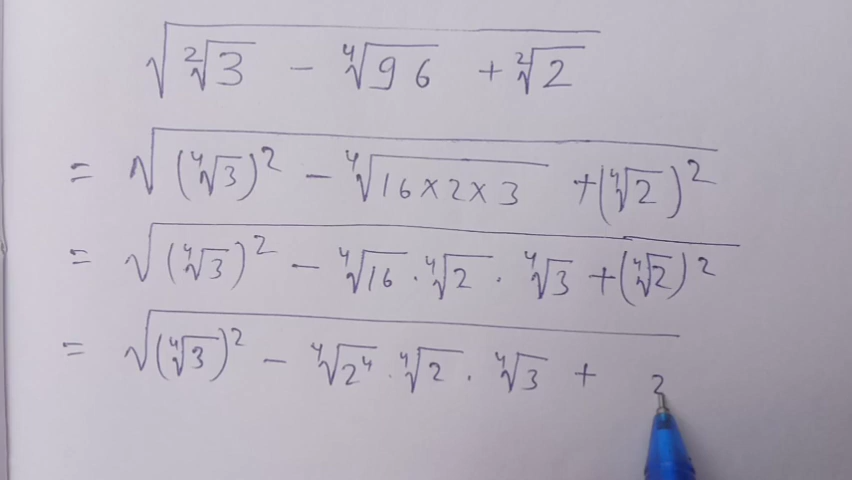 √(²√3 − ⁴√96 + ²√2)
= √((⁴√3)² − ⁴√(16×2×3) + (⁴√2)²)
= √((⁴√3)² − ⁴√16 · ⁴√2 · ⁴√3 + (⁴√2)²)
= √((⁴√3)² − ⁴√2⁴ · ⁴√2 · ⁴√3 + 2